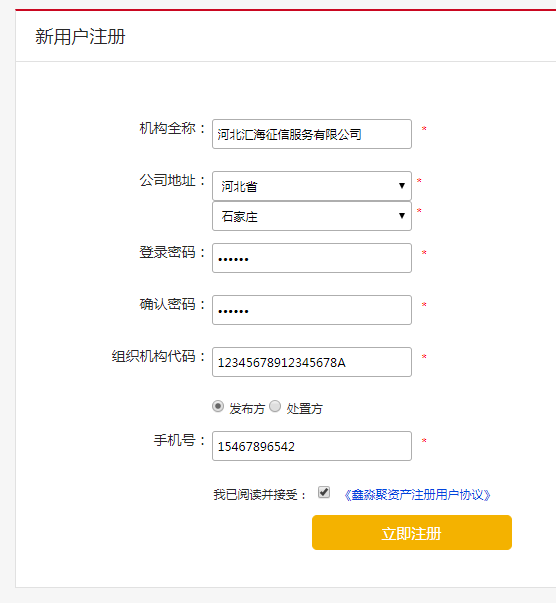 新用户注册
机构全称： 河北汇海征信服务有限公司 *
公司地址： 河北省 *
石家庄 *
登录密码： •••••• *
确认密码： •••••• *
组织机构代码： 12345678912345678A *
发布方 处置方
手机号： 15467896542 *
我已阅读并接受： 《鑫淼聚资产注册用户协议》
立即注册